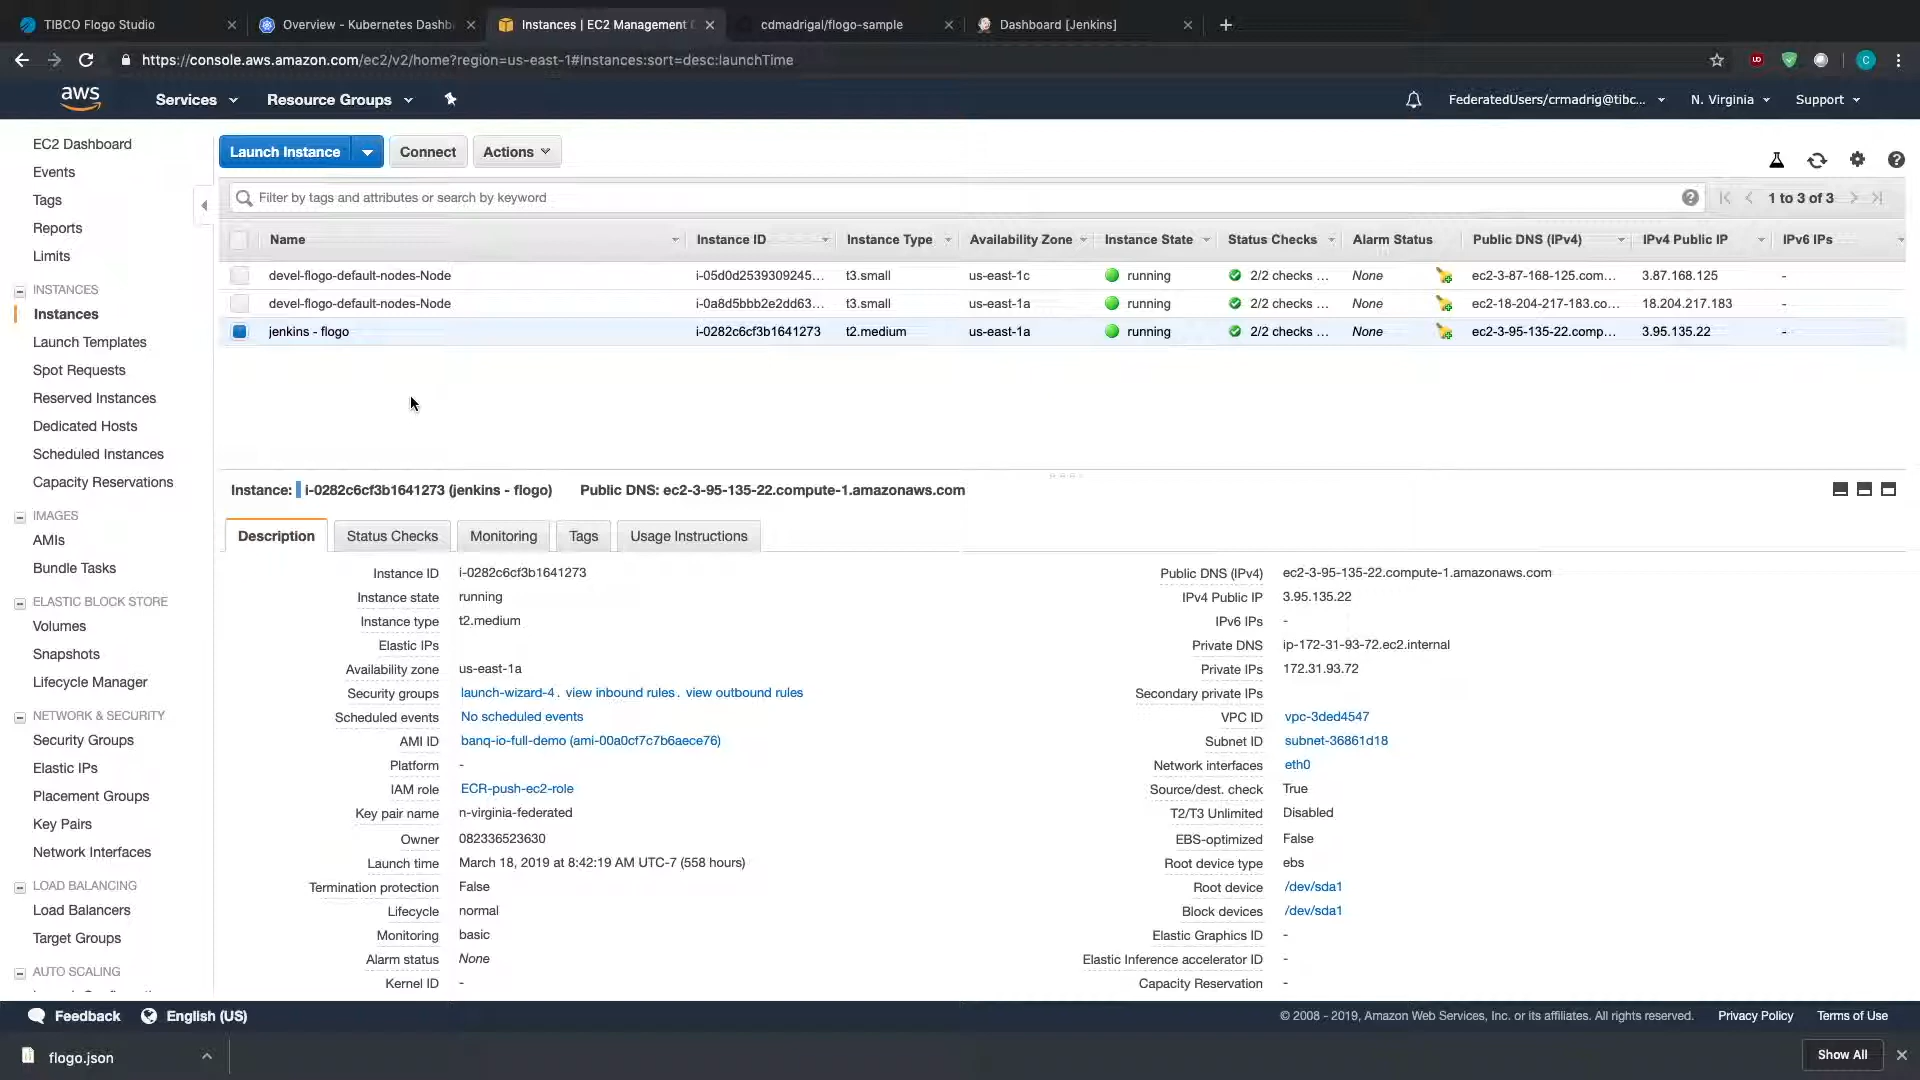 TIBCO Flogo Studio
Overview - Kubernetes Dashb
Instances | EC2 Management
cdmadrigal/flogo-sample
Dashboard [Jenkins]
https://console.aws.amazon.com/ec2/v2/home?region=us-east-1#Instances:sort=desc:launchTime
aws Services Resource Groups FederatedUsers/crmadrig@tibc... N. Virginia Support
EC2 Dashboard
Events
Tags
Reports
Limits
INSTANCES
Instances
Launch Templates
Spot Requests
Reserved Instances
Dedicated Hosts
Scheduled Instances
Capacity Reservations
IMAGES
AMIs
Bundle Tasks
ELASTIC BLOCK STORE
Volumes
Snapshots
Lifecycle Manager
NETWORK & SECURITY
Security Groups
Elastic IPs
Placement Groups
Key Pairs
Network Interfaces
LOAD BALANCING
Load Balancers
Target Groups
AUTO SCALING
Launch Instance Connect Actions
Filter by tags and attributes or search by keyword 1 to 3 of 3
Name Instance ID Instance Type Availability Zone Instance State Status Checks Alarm Status Public DNS (IPv4) IPv4 Public IP IPv6 IPs
devel-flogo-default-nodes-Node i-05d0d2539309245... t3.small us-east-1c running 2/2 checks ... None ec2-3-87-168-125.com... 3.87.168.125 -
devel-flogo-default-nodes-Node i-0a8d5bbb2e2dd63... t3.small us-east-1a running 2/2 checks ... None ec2-18-204-217-183.co... 18.204.217.183 -
jenkins - flogo i-0282c6cf3b1641273 t2.medium us-east-1a running 2/2 checks ... None ec2-3-95-135-22.comp... 3.95.135.22 -
Instance: i-0282c6cf3b1641273 (jenkins - flogo) Public DNS: ec2-3-95-135-22.compute-1.amazonaws.com
Description Status Checks Monitoring Tags Usage Instructions
Instance ID i-0282c6cf3b1641273
Instance state running
Instance type t2.medium
Elastic IPs
Availability zone us-east-1a
Security groups launch-wizard-4. view inbound rules. view outbound rules
Scheduled events No scheduled events
AMI ID banq-io-full-demo (ami-00a0cf7c7b6aece76)
Platform -
IAM role ECR-push-ec2-role
Key pair name n-virginia-federated
Owner 082336523630
Launch time March 18, 2019 at 8:42:19 AM UTC-7 (558 hours)
Termination protection False
Lifecycle normal
Monitoring basic
Alarm status None
Kernel ID -
Public DNS (IPv4) ec2-3-95-135-22.compute-1.amazonaws.com
IPv4 Public IP 3.95.135.22
IPv6 IPs -
Private DNS ip-172-31-93-72.ec2.internal
Private IPs 172.31.93.72
Secondary private IPs
VPC ID vpc-3ded4547
Subnet ID subnet-36861d18
Network interfaces eth0
Source/dest. check True
T2/T3 Unlimited Disabled
EBS-optimized False
Root device type ebs
Root device /dev/sda1
Block devices /dev/sda1
Elastic Graphics ID -
Elastic Inference accelerator ID -
Capacity Reservation -
Feedback English (US) © 2008 - 2019, Amazon Web Services, Inc. or its affiliates. All rights reserved. Privacy Policy Terms of Use
flogo.json Show All